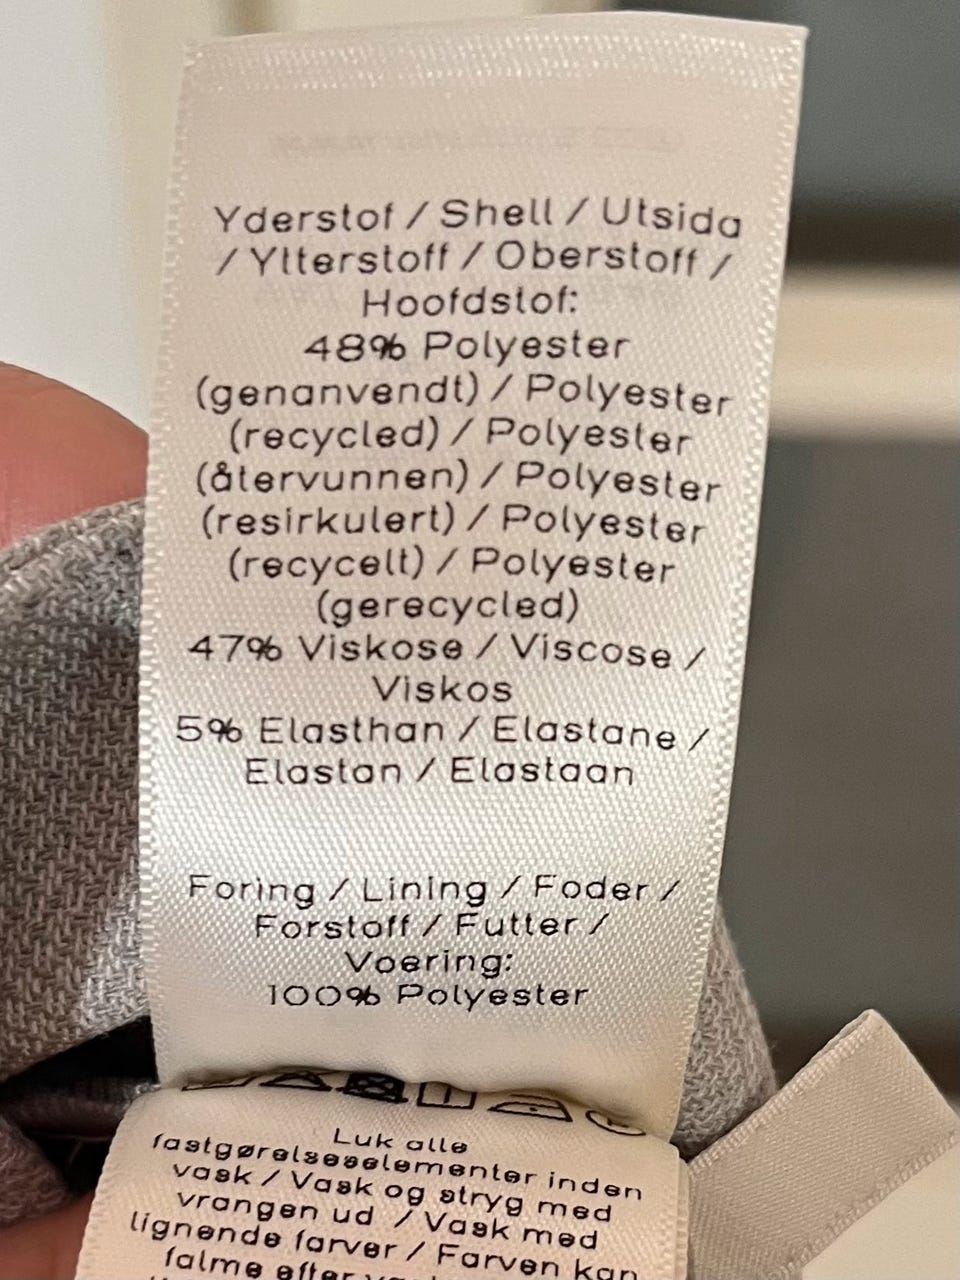 Yderstof / Shell / Utsida
/ Ytterstoff / Oberstoff /
Hoofdstof:
48% Polyester
(genanvendt) / Polyester
(recycled) / Polyester
(återvunnen) / Polyester
(resirkulert) / Polyester
(recycelt) / Polyester
(gerecycled)
47% Viskose / Viscose /
Viskos
5% Elasthan / Elastane /
Elastan / Elastaan
Foring / Lining / Foder /
Forstoff / Futter /
Voering:
100% Polyester
Luk alle
fastgørelseselementer inden
vask / Vask og stryg med
vrangen ud / Vask med
lignende farver / Farven kan
falme efter